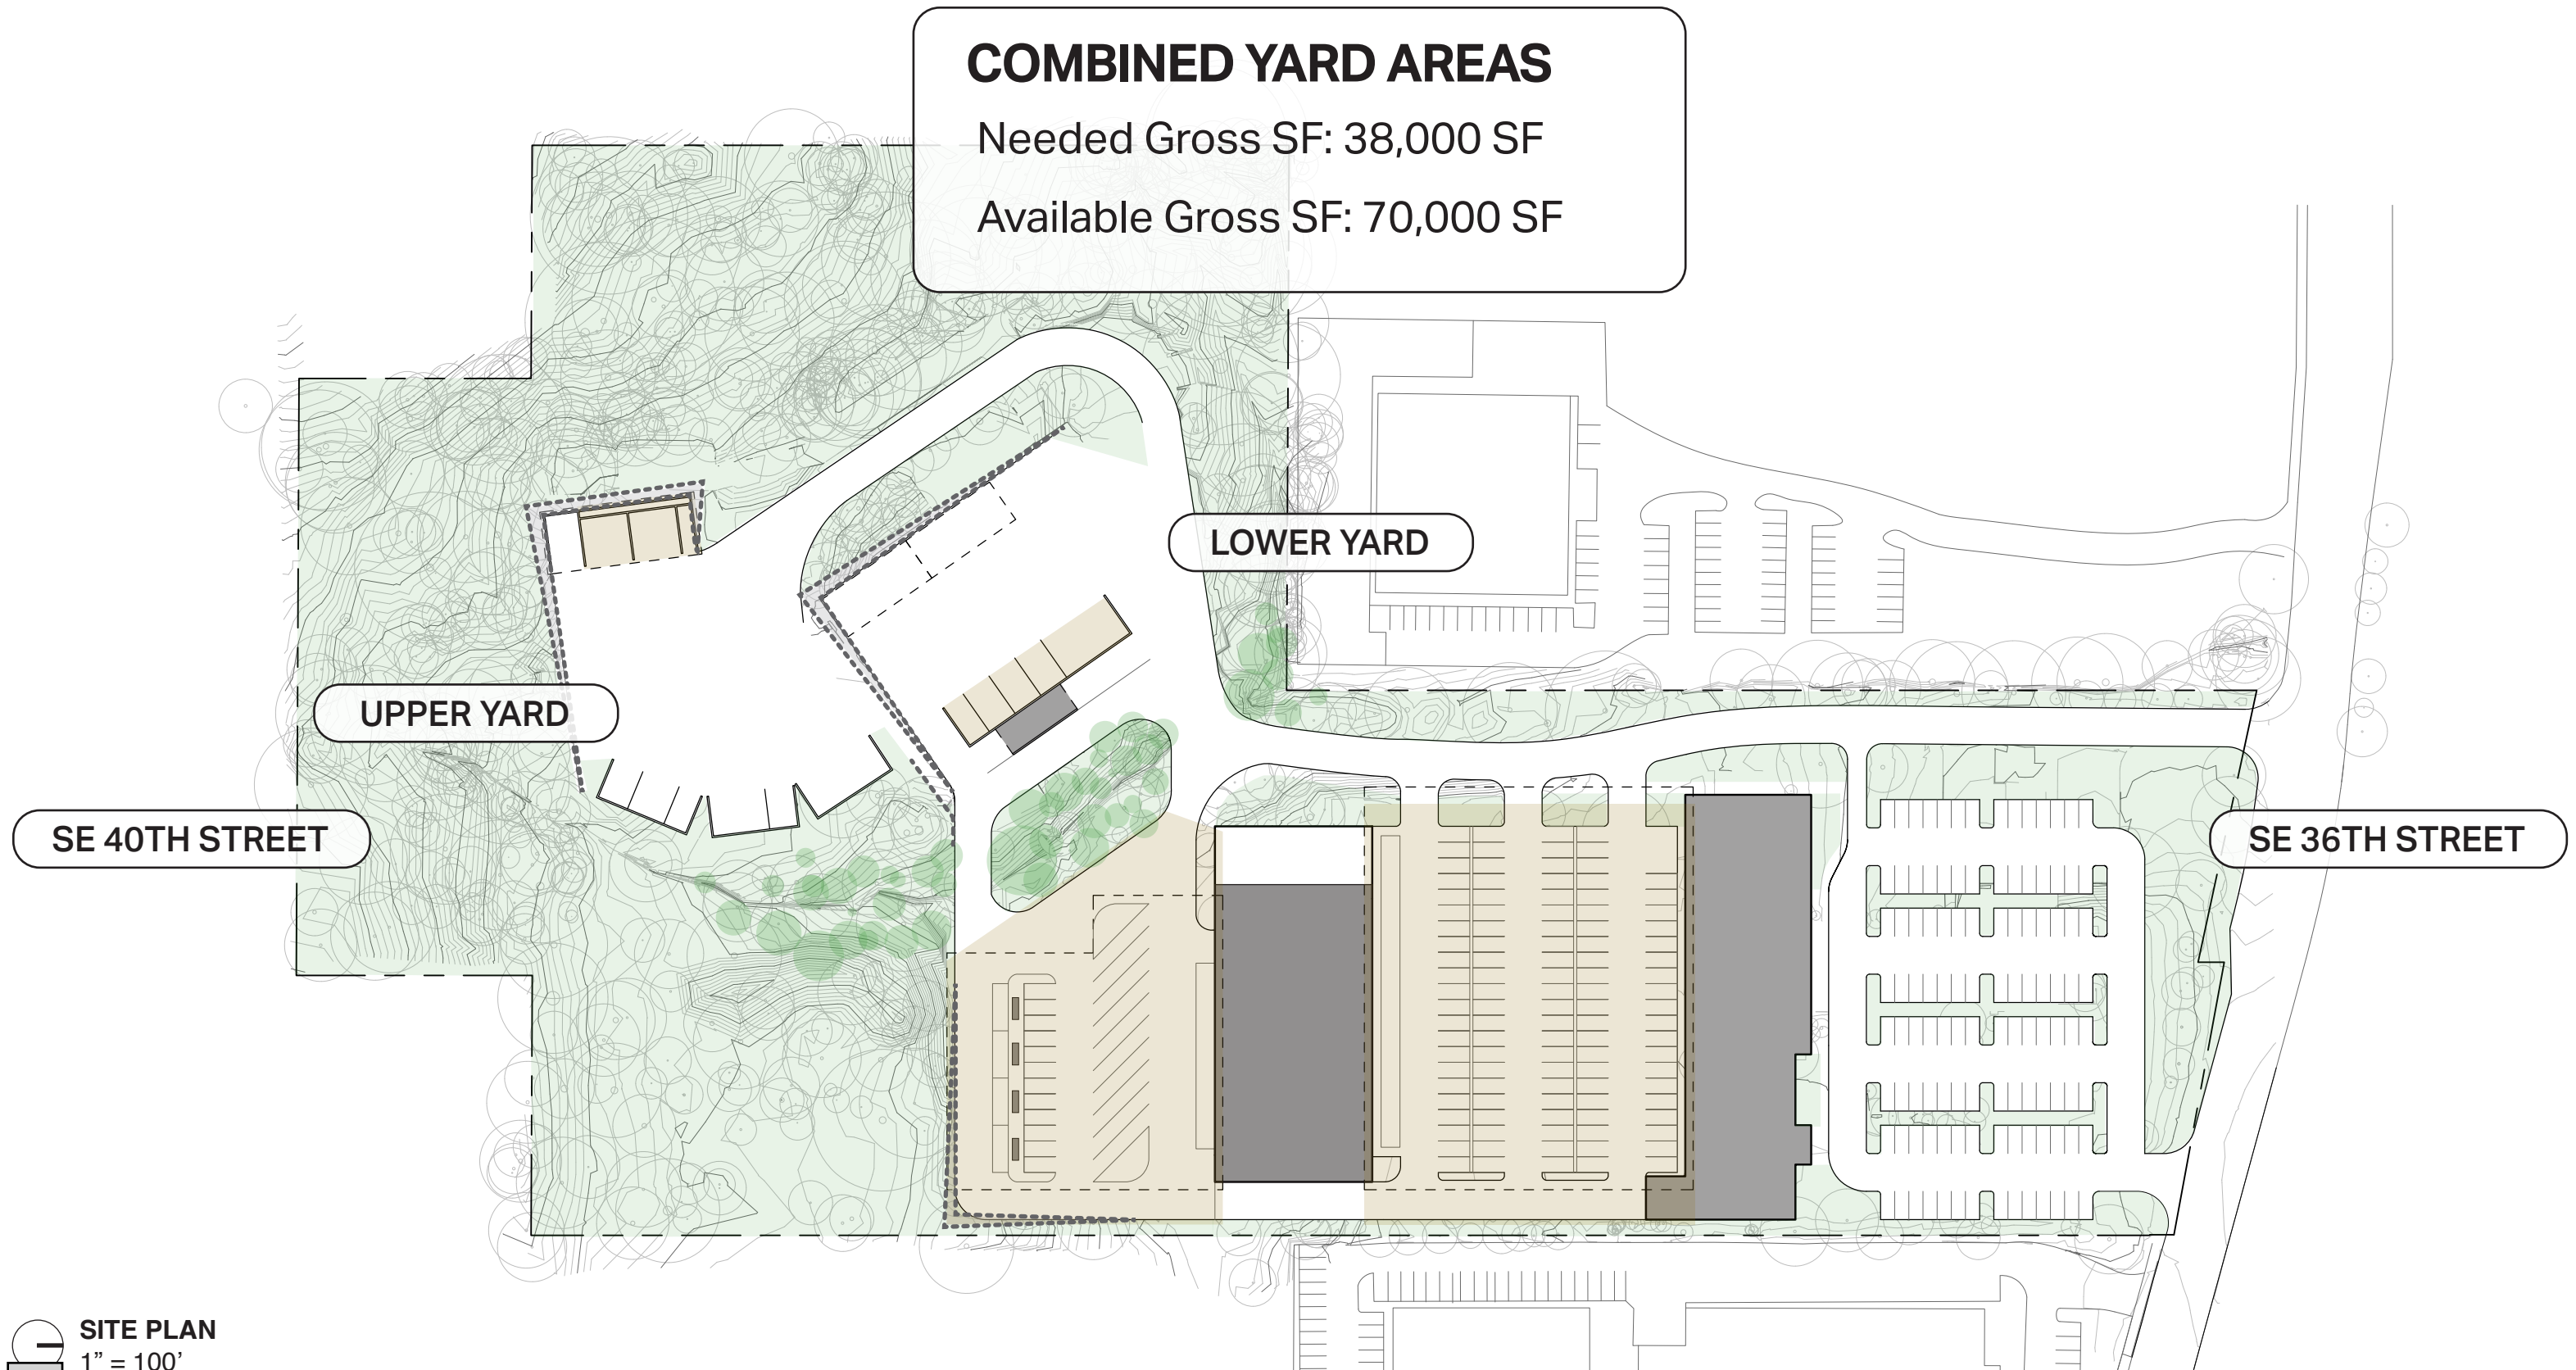 COMBINED YARD AREAS
Needed Gross SF: 38,000 SF
Available Gross SF: 70,000 SF
LOWER YARD
UPPER YARD
SE 40TH STREET
SE 36TH STREET
SITE PLAN
1” = 100’